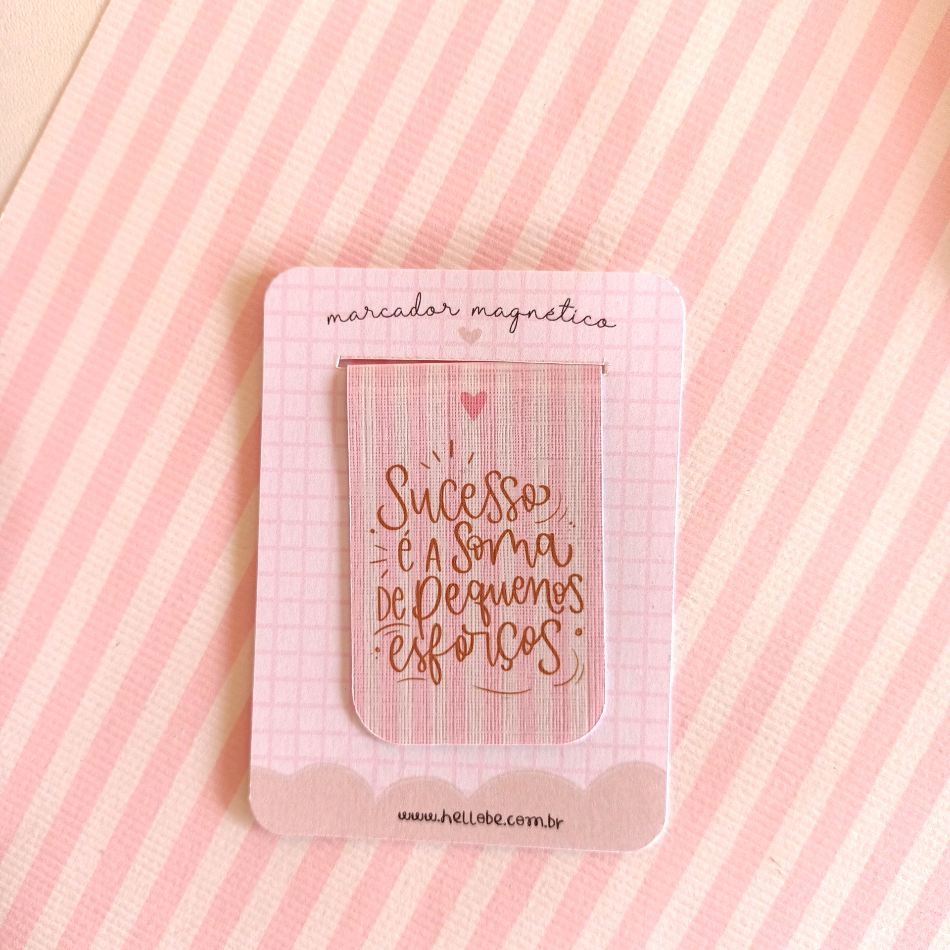 marcador magnético
Sucesso
é A Soma
DE Pequenos
esforços
www.hellobe.com.br